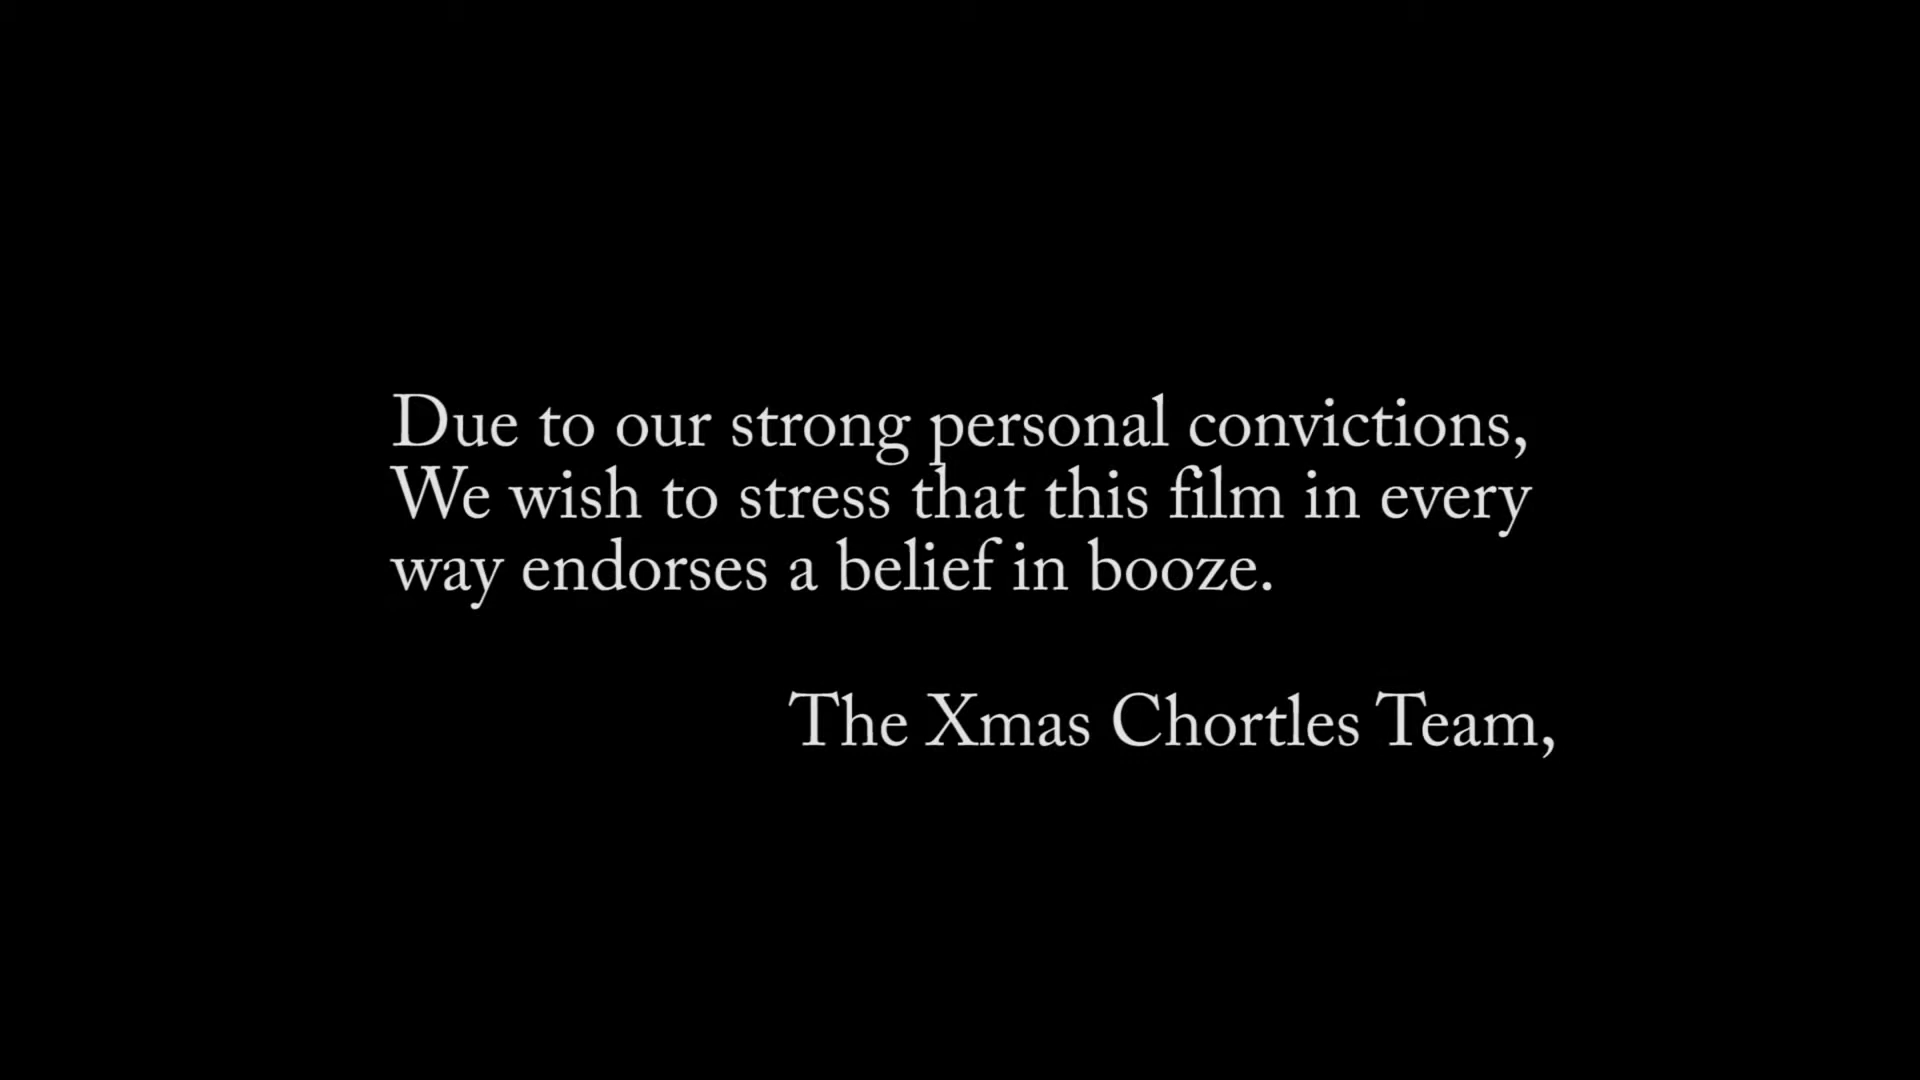 Due to our strong personal convictions,
We wish to stress that this film in every
way endorses a belief in booze.
The Xmas Chortles Team,